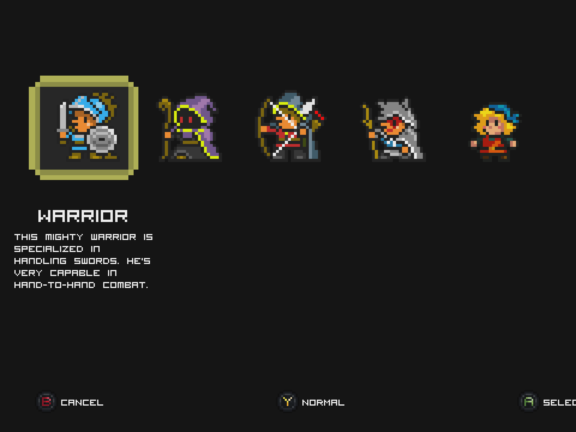 WARRIOR
THIS MIGHTY WARRIOR IS
SPECIALIZED IN
HANDLING SWORDS. HE'S
VERY CAPABLE IN
HAND-TO-HAND COMBAT.
B CANCEL
Y NORMAL
A SELEC